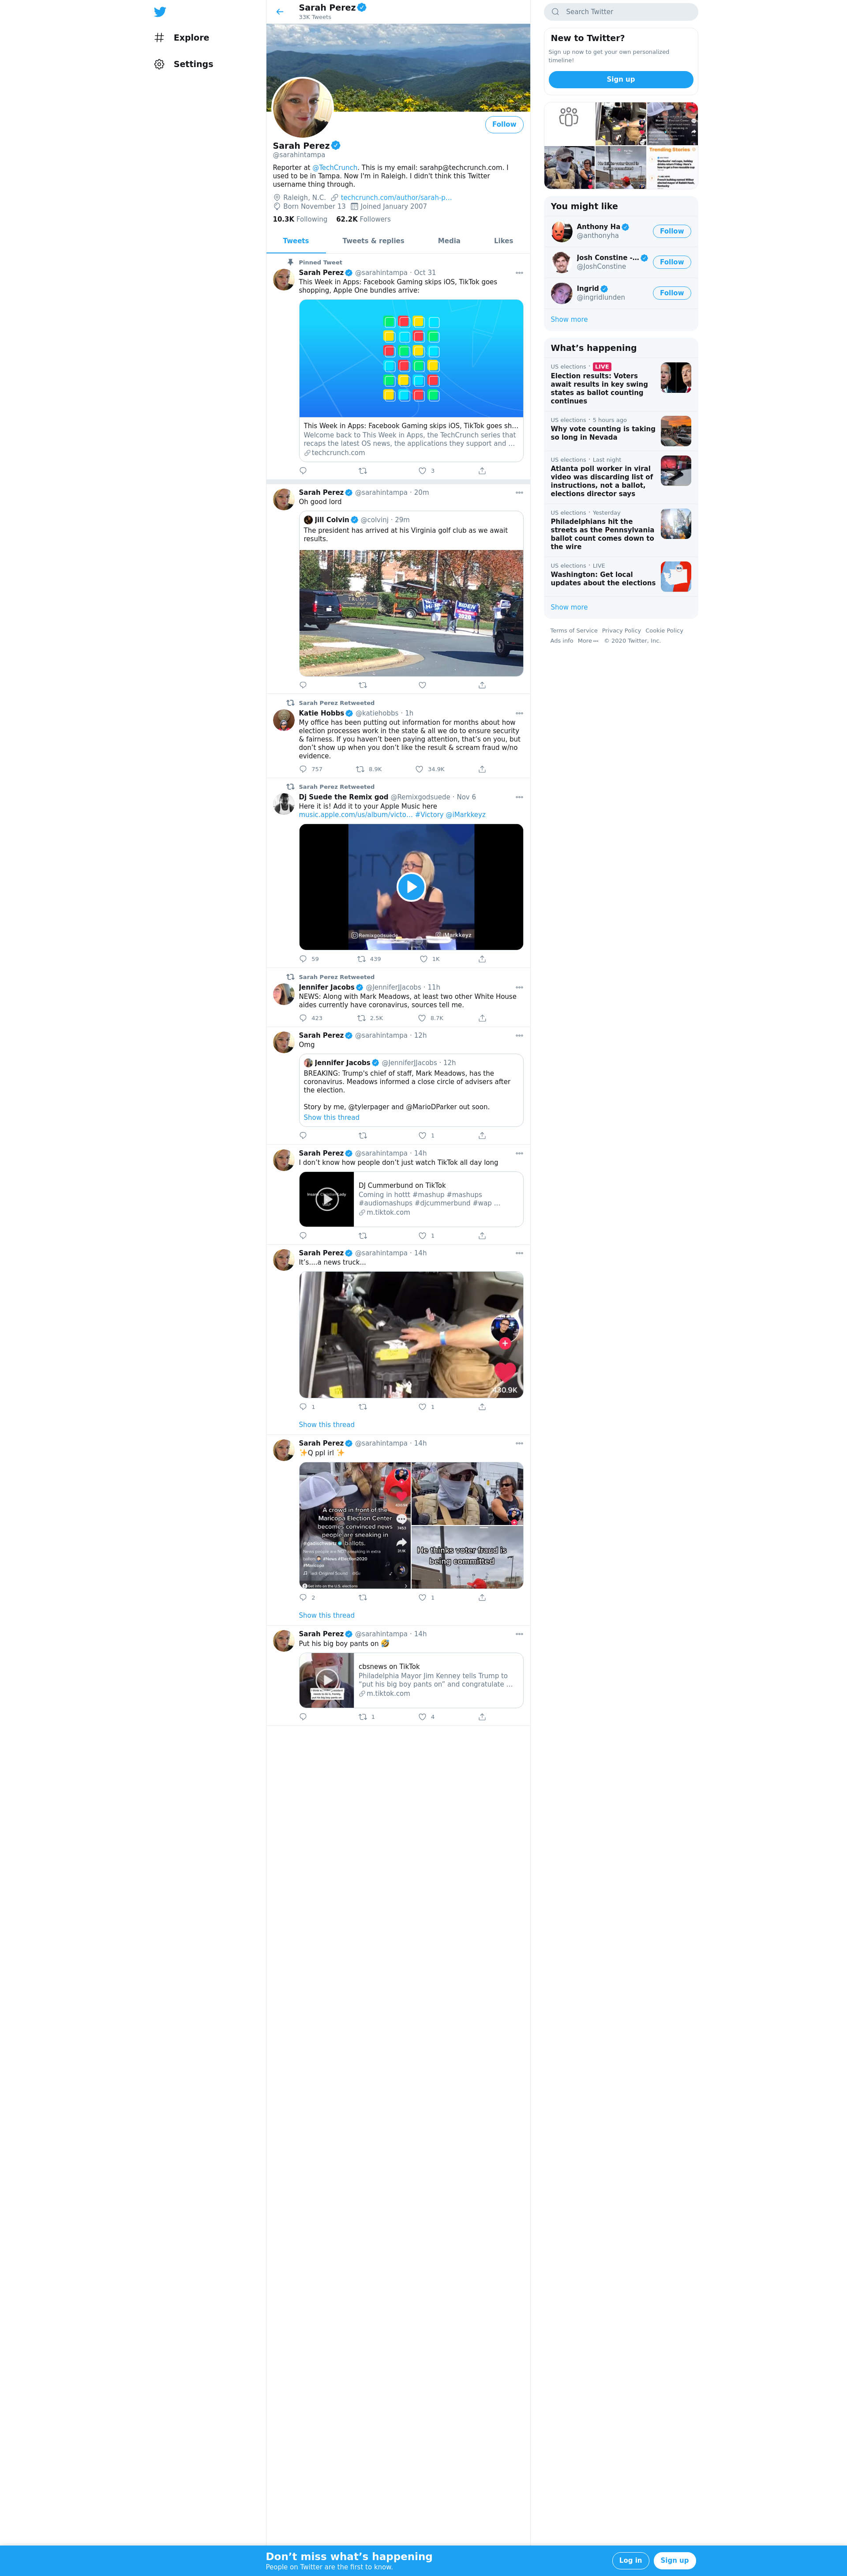 Explore
Settings
Sarah Perez
33K Tweets
Follow
Sarah Perez
@sarahintampa
Reporter at @TechCrunch. This is my email: sarahp@techcrunch.com. I
used to be in Tampa. Now I'm in Raleigh. I didn't think this Twitter
username thing through.
Raleigh, N.C. techcrunch.com/author/sarah-p…
Born November 13 Joined January 2007
10.3K Following 62.2K Followers
Tweets Tweets & replies Media Likes
Pinned Tweet
Sarah Perez @sarahintampa · Oct 31
This Week in Apps: Facebook Gaming skips iOS, TikTok goes
shopping, Apple One bundles arrive:
This Week in Apps: Facebook Gaming skips iOS, TikTok goes sh…
Welcome back to This Week in Apps, the TechCrunch series that
recaps the latest OS news, the applications they support and …
techcrunch.com
3
Sarah Perez @sarahintampa · 20m
Oh good lord
Jill Colvin @colvinj · 29m
The president has arrived at his Virginia golf club as we await
results.
TRUMP
BIDEN
Sarah Perez Retweeted
Katie Hobbs @katiehobbs · 1h
My office has been putting out information for months about how
election processes work in the state & all we do to ensure security
& fairness. If you haven't been paying attention, that's on you, but
don't show up when you don't like the result & scream fraud w/no
evidence.
757 8.9K 34.9K
Sarah Perez Retweeted
Dj Suede the Remix god @Remixgodsuede · Nov 6
Here it is! Add it to your Apple Music here
music.apple.com/us/album/victo… #Victory @iMarkkeyz
CITY OF D
Remixgodsuede
iMarkkeyz
59 439 1K
Sarah Perez Retweeted
Jennifer Jacobs @JenniferJJacobs · 11h
NEWS: Along with Mark Meadows, at least two other White House
aides currently have coronavirus, sources tell me.
423 2.5K 8.7K
Sarah Perez @sarahintampa · 12h
Omg
Jennifer Jacobs @JenniferJJacobs · 12h
BREAKING: Trump's chief of staff, Mark Meadows, has the
coronavirus. Meadows informed a close circle of advisers after
the election.
Story by me, @tylerpager and @MarioDParker out soon.
Show this thread
1
Sarah Perez @sarahintampa · 14h
I don't know how people don't just watch TikTok all day long
DJ Cummerbund on TikTok
Coming in hottt #mashup #mashups
#audiomashups #djcummerbund #wap …
m.tiktok.com
1
Sarah Perez @sarahintampa · 14h
It's....a news truck...
430.9K
1 1
Show this thread
Sarah Perez @sarahintampa · 14h
✨Q ppl irl ✨
A crowd in front of the
Maricopa Election Center
becomes convinced news
people are sneaking in
ballots.
7453
He thinks voter fraud is
being committed
Get info on the U.S. elections
2 1
Show this thread
Sarah Perez @sarahintampa · 14h
Put his big boy pants on 🤣
cbsnews on TikTok
Philadelphia Mayor Jim Kenney tells Trump to
"put his big boy pants on" and congratulate …
m.tiktok.com
1 4
Search Twitter
New to Twitter?
Sign up now to get your own personalized
timeline!
Sign up
Trending Stories
You might like
Anthony Ha
@anthonyha
Follow
Josh Constine -…
@JoshConstine
Follow
Ingrid
@ingridlunden
Follow
Show more
What's happening
US elections · LIVE
Election results: Voters
await results in key swing
states as ballot counting
continues
US elections · 5 hours ago
Why vote counting is taking
so long in Nevada
US elections · Last night
Atlanta poll worker in viral
video was discarding list of
instructions, not a ballot,
elections director says
US elections · Yesterday
Philadelphians hit the
streets as the Pennsylvania
ballot count comes down to
the wire
US elections · LIVE
Washington: Get local
updates about the elections
Show more
Terms of Service Privacy Policy Cookie Policy
Ads info More ··· © 2020 Twitter, Inc.
Don't miss what's happening
People on Twitter are the first to know.
Log in
Sign up